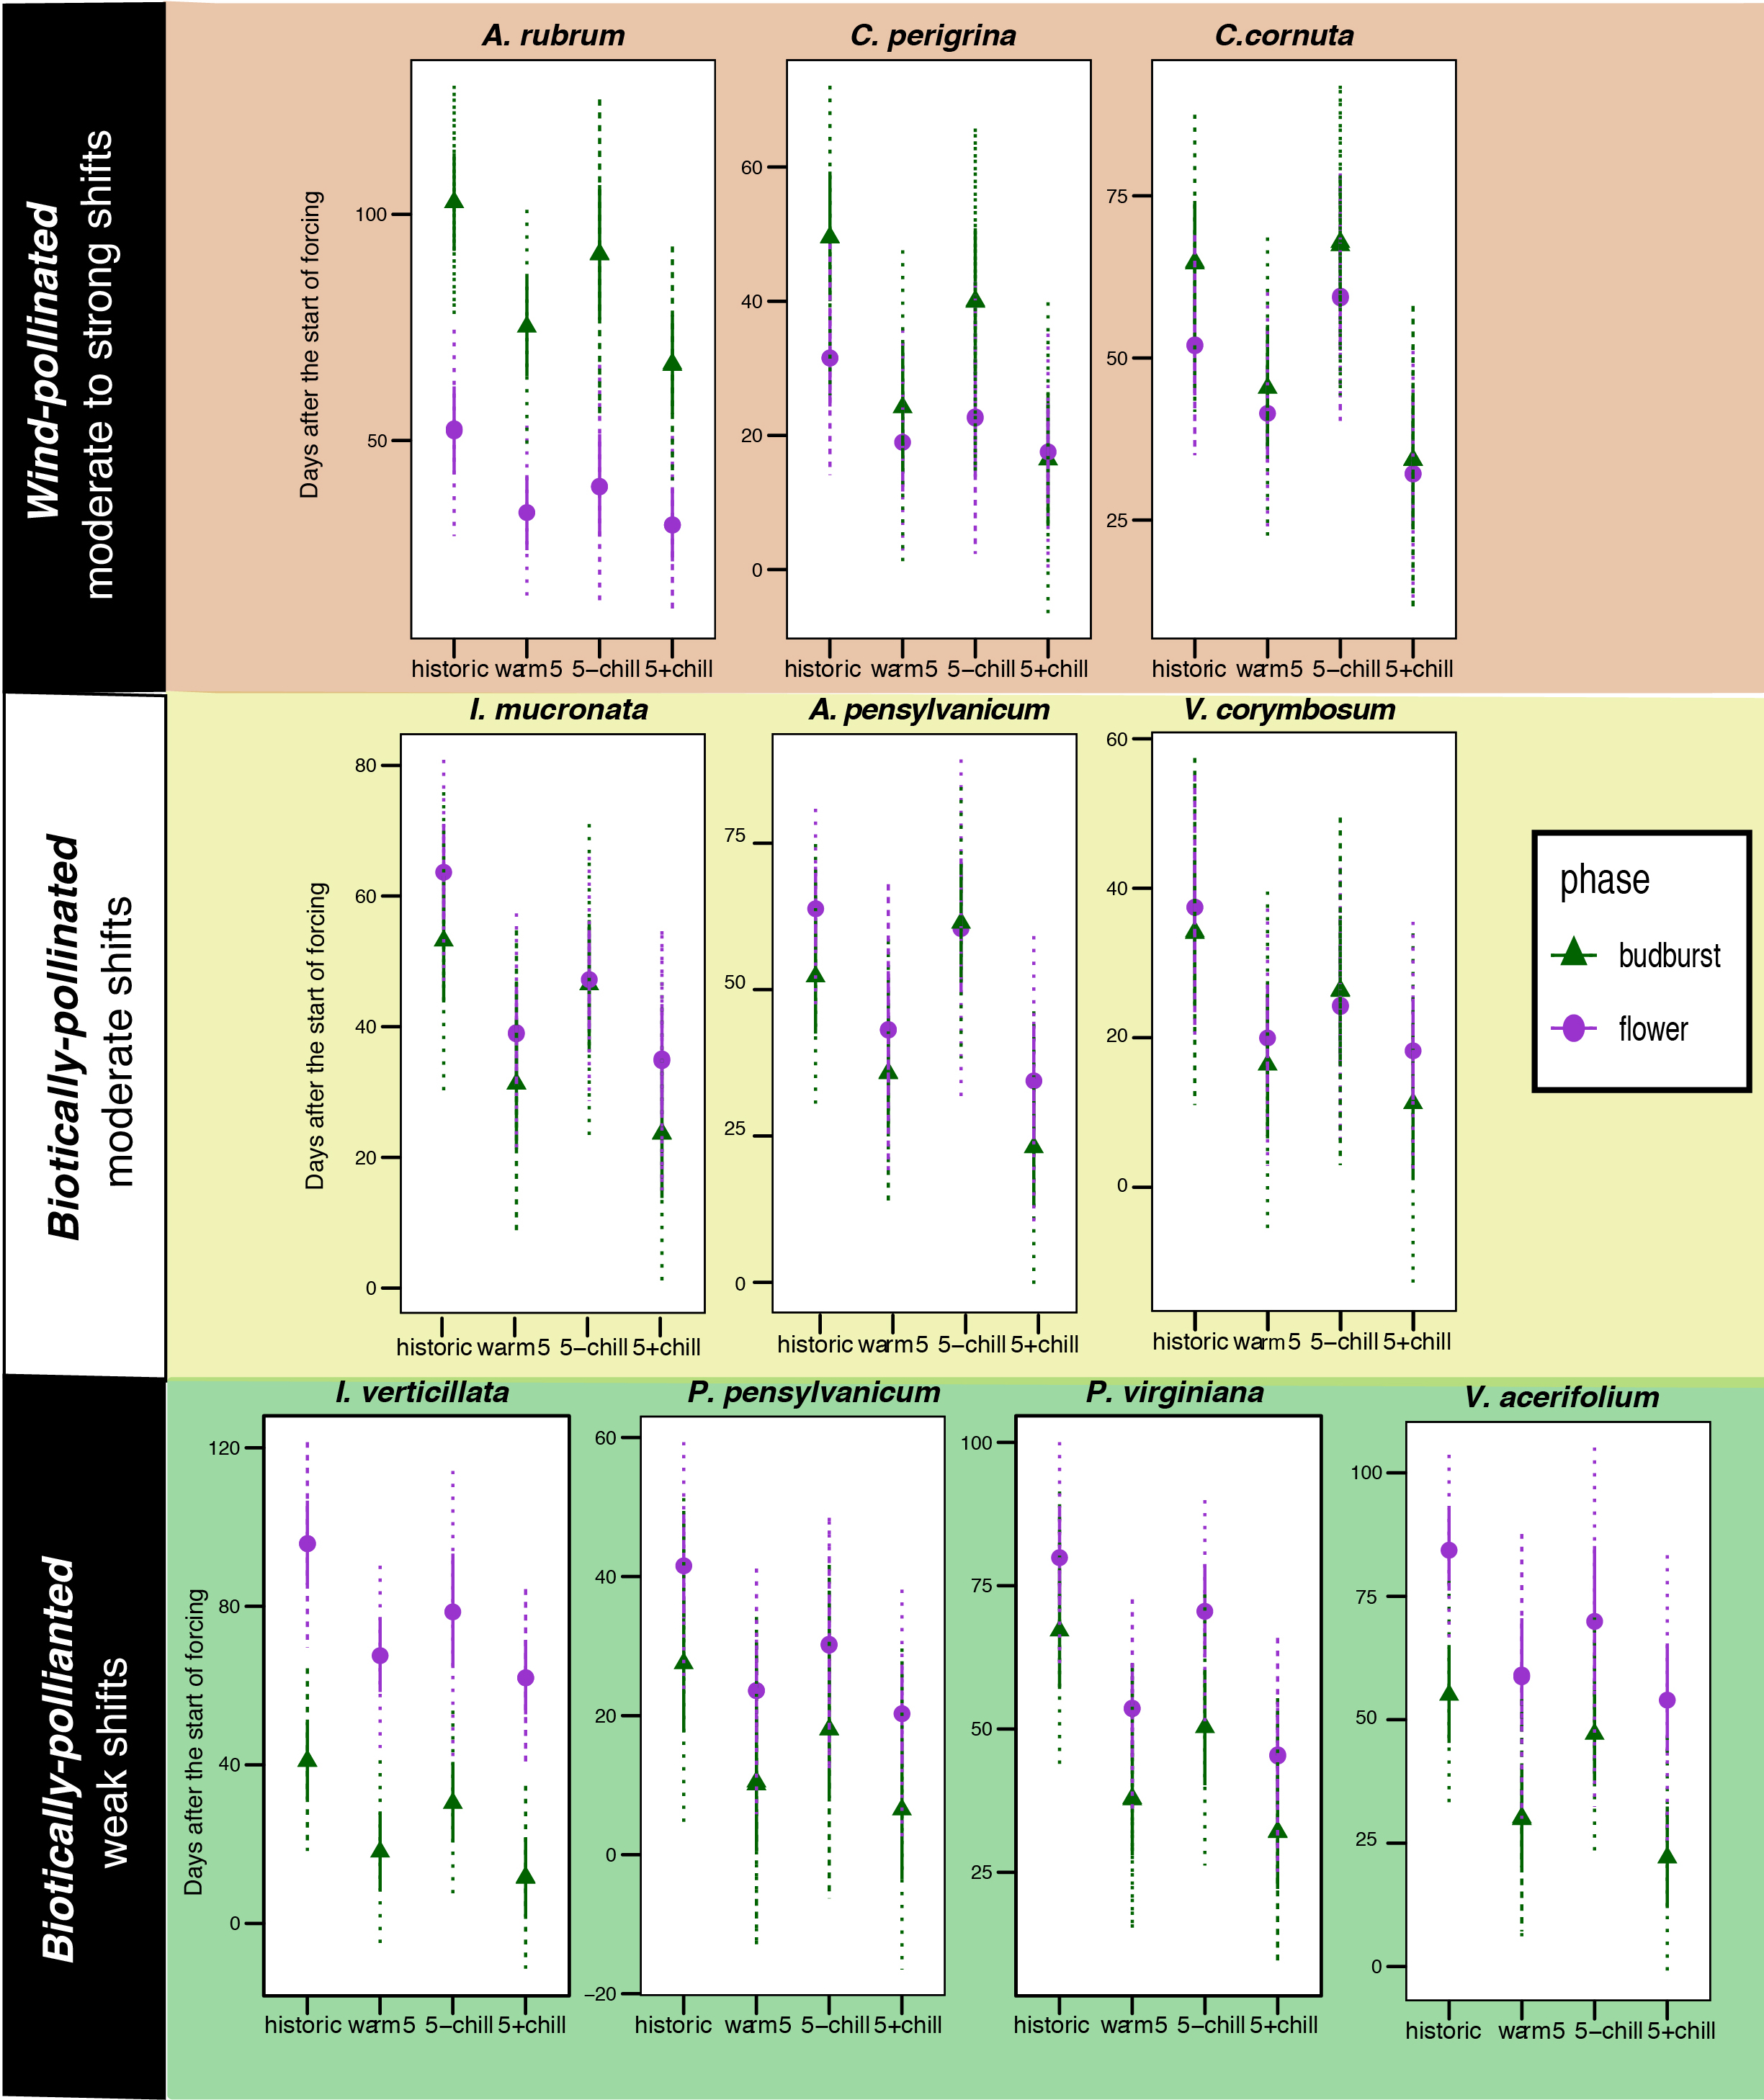 Wind-pollinated
moderate to strong shifts
A. rubrum
C. perigrina
C.cornuta
Days after the start of forcing
100
50
historic warm5 5−chill 5+chill
60
40
20
0
historic warm5 5−chill 5+chill
75
50
25
historic warm5 5−chill 5+chill
Biotically-pollinated
moderate shifts
I. mucronata
A. pensylvanicum
V. corymbosum
Days after the start of forcing
80
60
40
20
0
historic warm5 5−chill 5+chill
75
50
25
0
historic warm5 5−chill 5+chill
60
40
20
0
historic warm5 5−chill 5+chill
phase
budburst
flower
Biotically-pollianted
weak shifts
I. verticillata
P. pensylvanicum
P. virginiana
V. acerifolium
Days after the start of forcing
120
80
40
0
historic warm5 5−chill 5+chill
60
40
20
0
−20
historic warm5 5−chill 5+chill
100
75
50
25
historic warm5 5−chill 5+chill
100
75
50
25
0
historic warm5 5−chill 5+chill